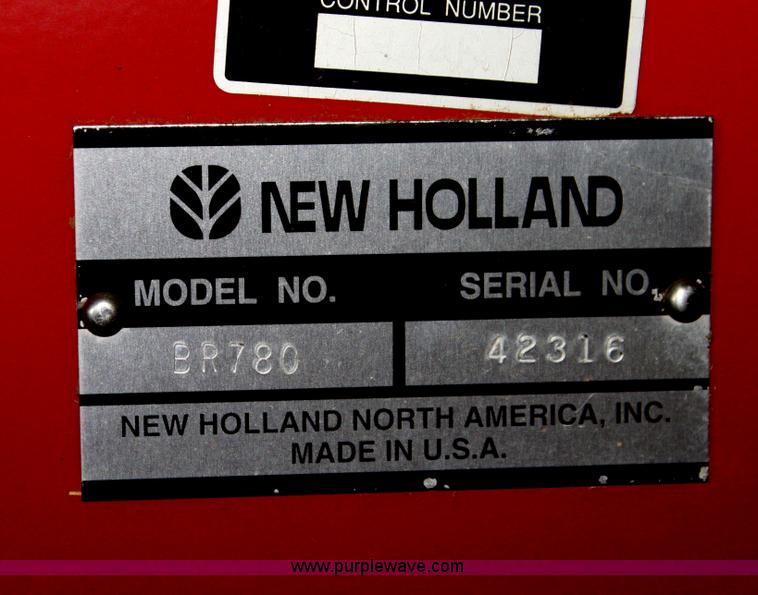 CONTROL NUMBER
NEW HOLLAND
MODEL NO. SERIAL NO.
BR780 42316
NEW HOLLAND NORTH AMERICA, INC.
MADE IN U.S.A.
www.purplewave.com